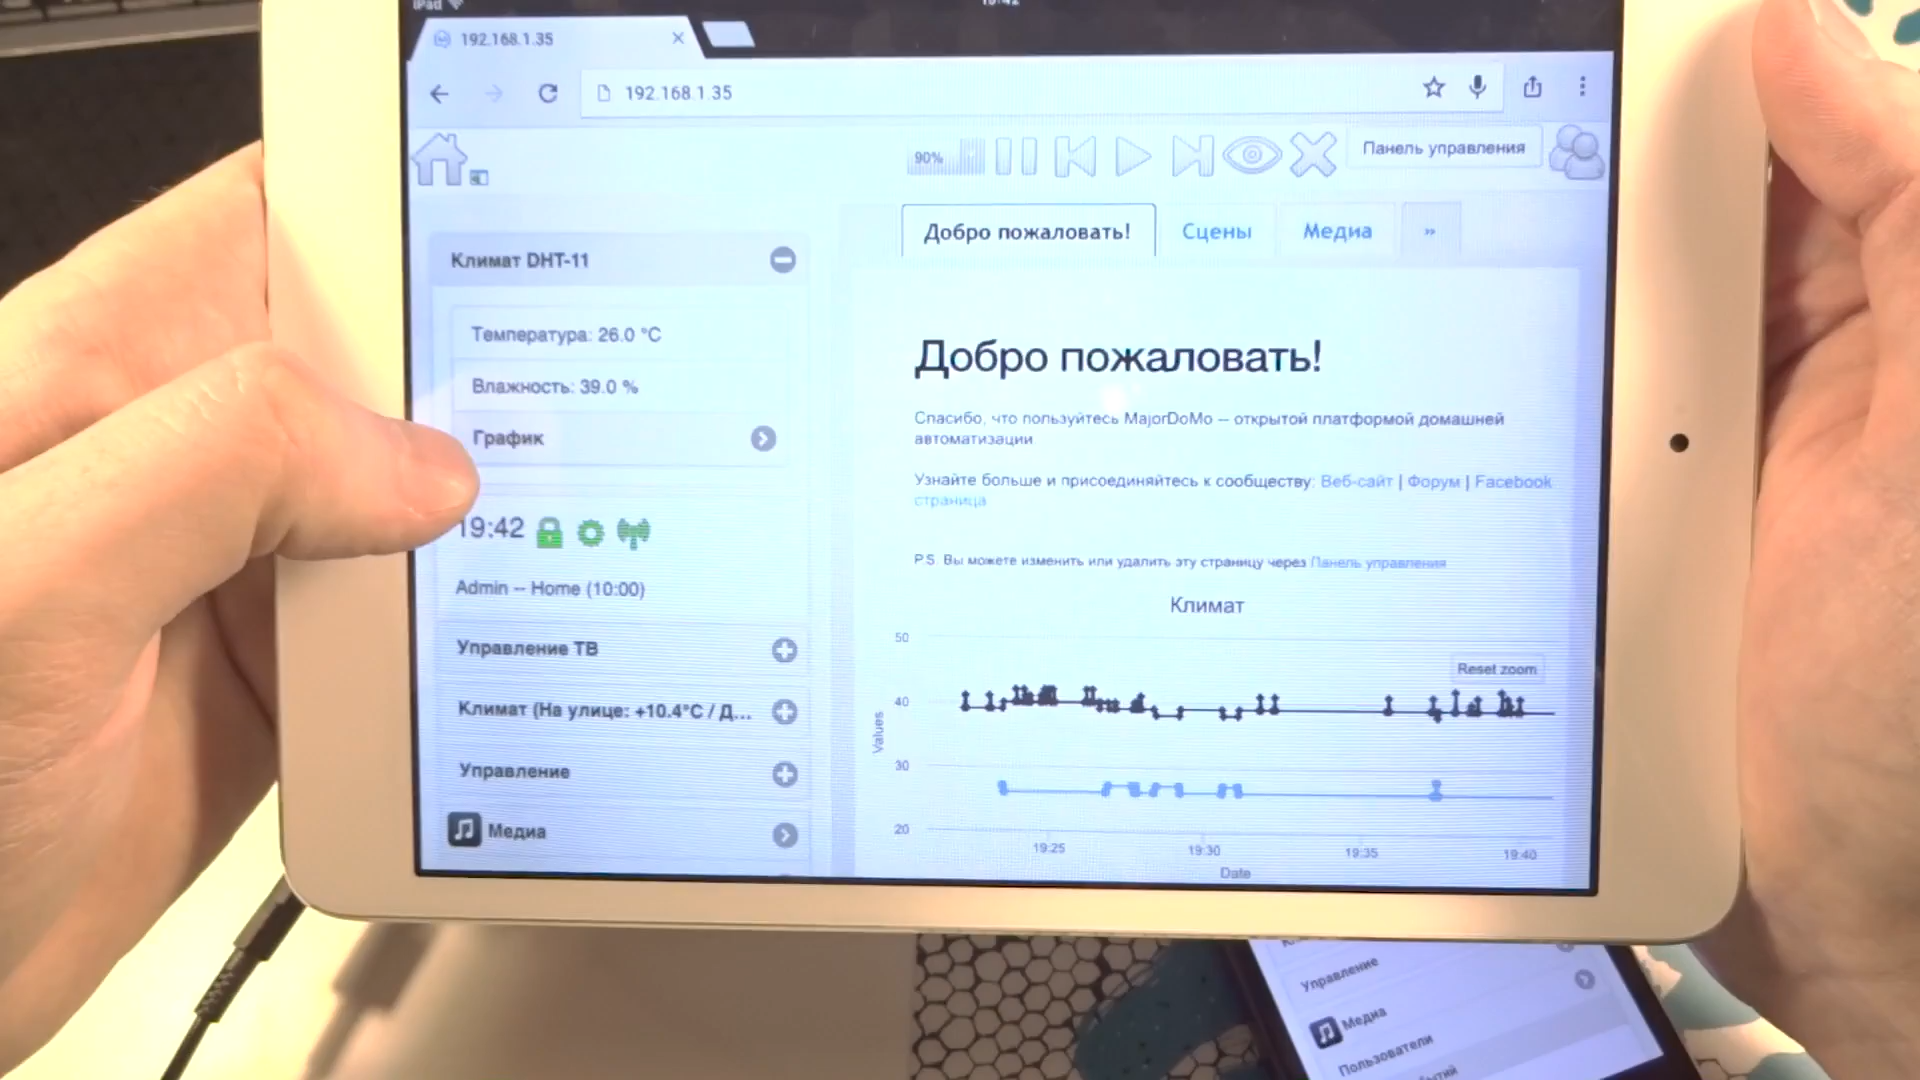 iPad
19:42
192.168.1.35
192.168.1.35
90%
Панель управления
Климат DHT-11
Температура: 26.0 °C
Влажность: 39.0 %
График
19:42
Admin – Home (10:00)
Управление ТВ
Климат (На улице: +10.4°C / Д...
Управление
Медиа
Добро пожаловать!
Сцены
Медиа
»
Добро пожаловать!
Спасибо, что пользуйтесь MajorDoMo – открытой платформой домашней
автоматизации
Узнайте больше и присоединяйтесь к сообществу: Веб-сайт | Форум | Facebook
страница
P.S. Вы можете изменить или удалить эту страницу через Панель управления
Климат
Reset zoom
50
40
30
20
Values
19:25
19:30
19:35
19:40
Date
Управление
Медиа
Пользователи